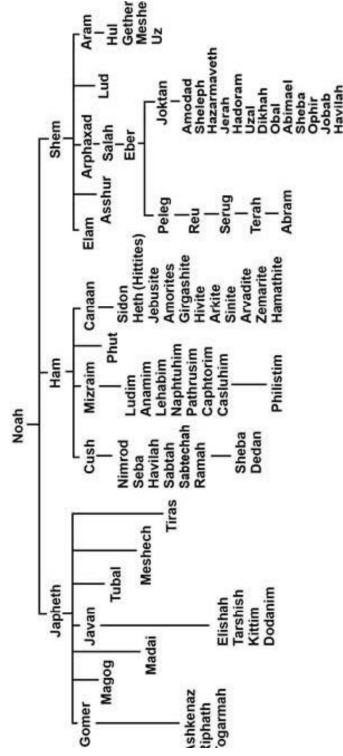 Noah
Japheth
Gomer
Ashkenaz
Riphath
Togarmah
Magog
Madai
Javan
Elishah
Tarshish
Kittim
Dodanim
Tubal
Meshech
Tiras
Ham
Cush
Nimrod
Seba
Havilah
Sabtah
Sabtechah
Ramah
Sheba
Dedan
Mizraim
Ludim
Anamim
Lehabim
Naphtuhim
Pathrusim
Caphtorim
Casluhim
Philistim
Phut
Canaan
Sidon
Heth (Hittites)
Jebusite
Amorites
Girgashite
Hivite
Arkite
Sinite
Arvadite
Zemarite
Hamathite
Shem
Elam
Asshur
Arphaxad
Salah
Eber
Peleg
Reu
Serug
Terah
Abram
Joktan
Amodad
Sheleph
Hazarmaveth
Jerah
Hadoram
Uzal
Dikhah
Obal
Abimael
Sheba
Ophir
Jobab
Havilah
Lud
Aram
Hul
Gether
Meshe
Uz